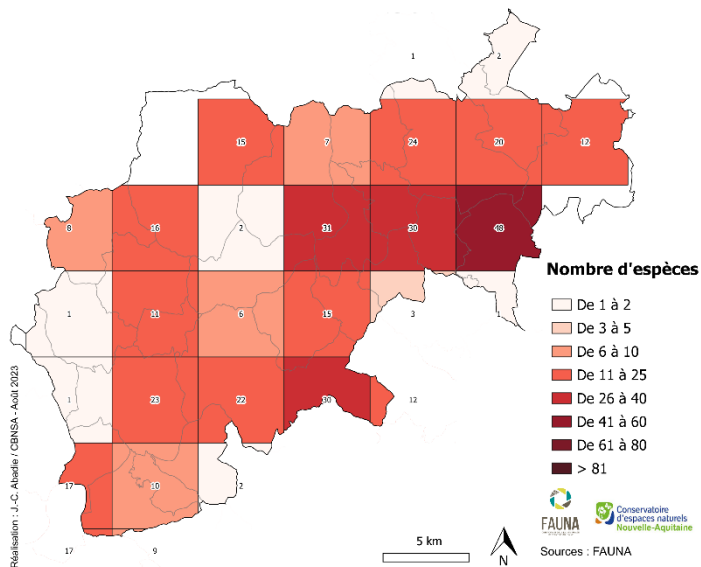 1 2
15 7 24 20 12
8 16 2 31 30 48
1 11 6 15 3
1 23 22 30 12
17 10 2
17 9
Nombre d'espèces
De 1 à 2
De 3 à 5
De 6 à 10
De 11 à 25
De 26 à 40
De 41 à 60
De 61 à 80
> 81
Réalisation : J.-C. Abadie / CBNSA - Août 2023
5 km
N
FAUNA
Conservatoire
d'espaces naturels
Nouvelle-Aquitaine
Sources : FAUNA